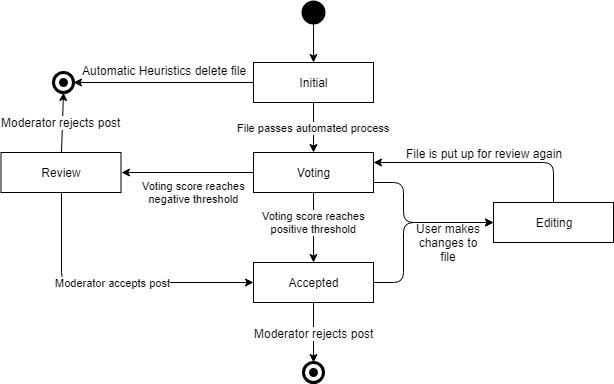 Automatic Heuristics delete file
Initial
Moderator rejects post
File passes automated process
File is put up for review again
Review
Voting
Voting score reaches
negative threshold
Voting score reaches
positive threshold
User makes
changes to
file
Editing
Moderator accepts post
Accepted
Moderator rejects post